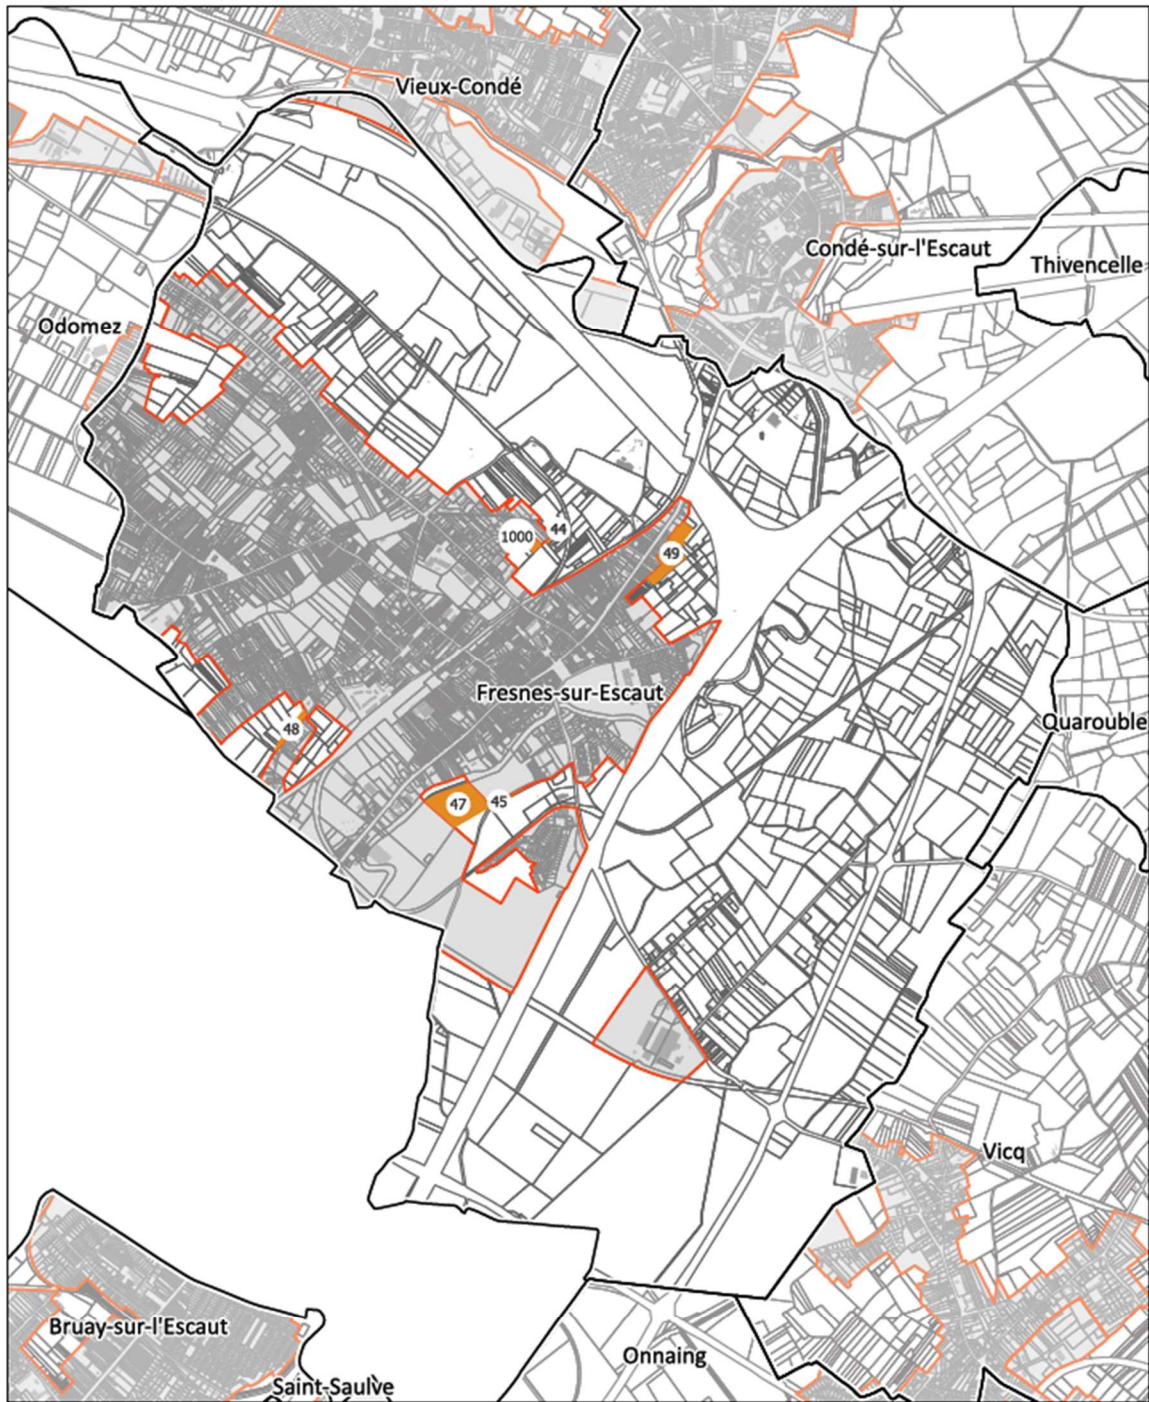 Vieux-Condé
Condé-sur-l'Escaut
Thivencelle
Odomez
44
1000
49
Fresnes-sur-Escaut
Quarouble
48
47
45
Vicq
Bruay-sur-l'Escaut
Onnaing
Saint-Saulve